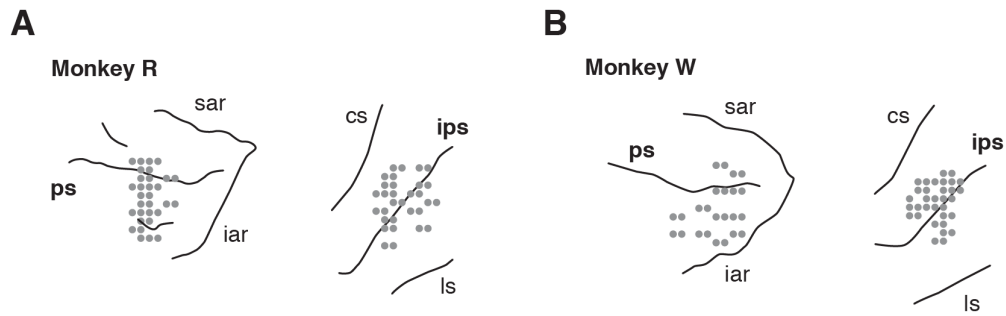 A
Monkey R
sar
ps
iar
cs
ips
ls
B
Monkey W
sar
ps
iar
cs
ips
ls